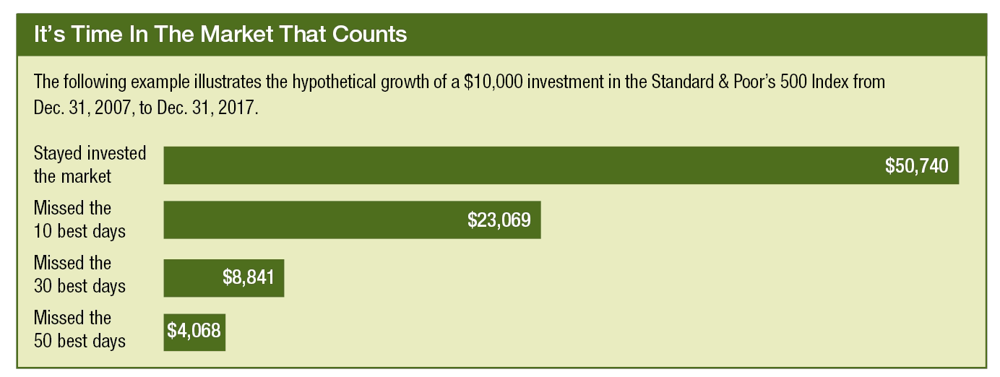 It's Time In The Market That Counts
The following example illustrates the hypothetical growth of a $10,000 investment in the Standard & Poor's 500 Index from
Dec. 31, 2007, to Dec. 31, 2017.
Stayed invested
the market
$50,740
Missed the
10 best days
$23,069
Missed the
30 best days
$8,841
Missed the
50 best days
$4,068